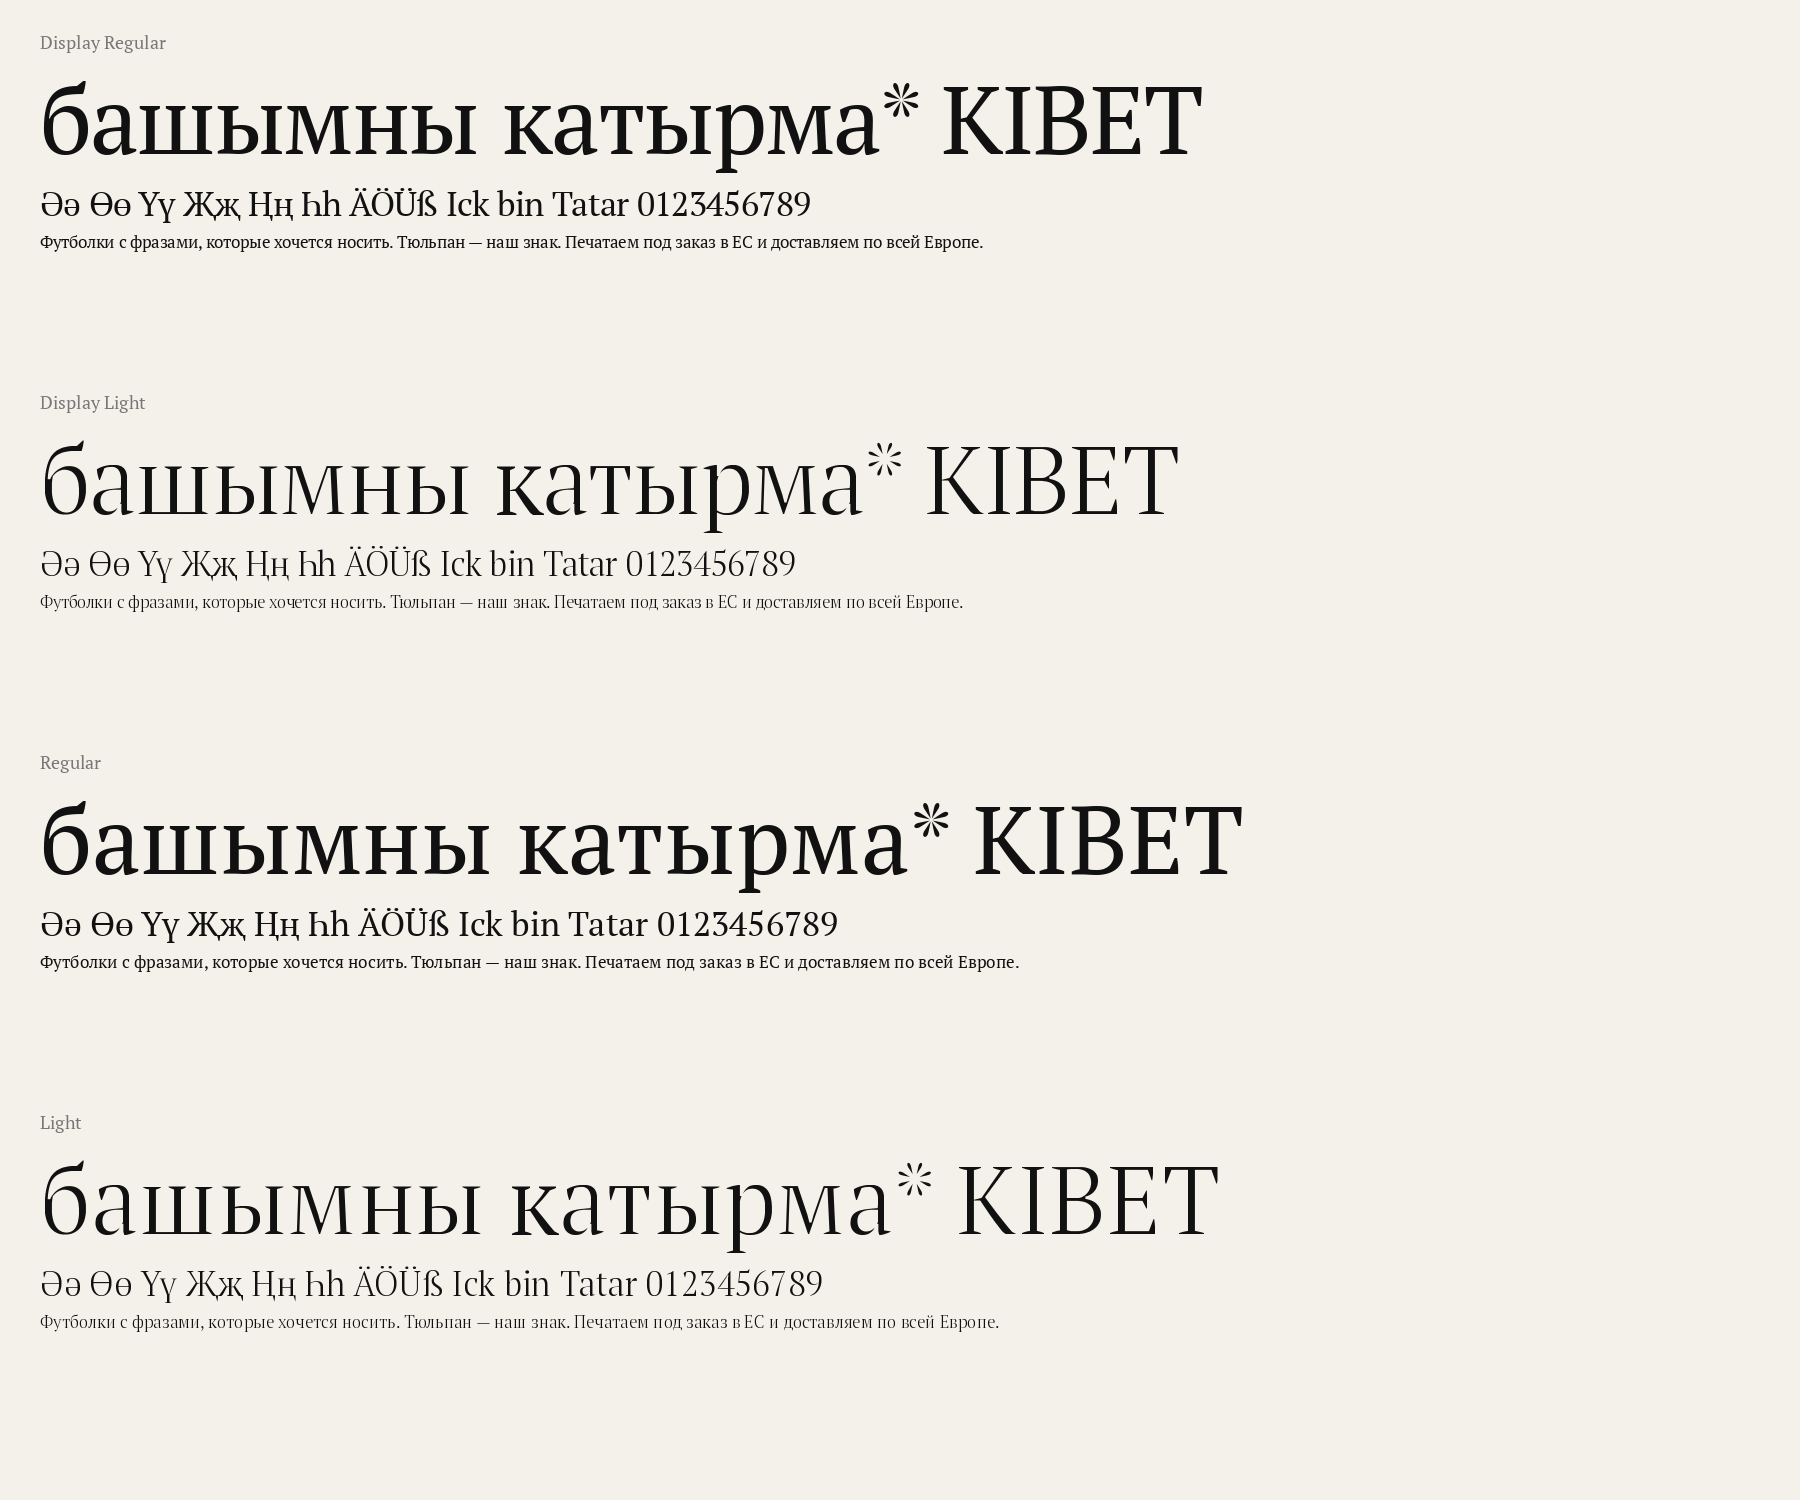 Display Regular
башымны катырма* KIBET
Әә Өө Үү Җҗ Ңң Һһ ÄÖÜß Ick bin Tatar 0123456789
Футболки с фразами, которые хочется носить. Тюльпан — наш знак. Печатаем под заказ в ЕС и доставляем по всей Европе.
Display Light
башымны катырма* KIBET
Әә Өө Үү Җҗ Ңң Һһ ÄÖÜß Ick bin Tatar 0123456789
Футболки с фразами, которые хочется носить. Тюльпан — наш знак. Печатаем под заказ в ЕС и доставляем по всей Европе.
Regular
башымны катырма* KIBET
Әә Өө Үү Җҗ Ңң Һһ ÄÖÜß Ick bin Tatar 0123456789
Футболки с фразами, которые хочется носить. Тюльпан — наш знак. Печатаем под заказ в ЕС и доставляем по всей Европе.
Light
башымны катырма* KIBET
Әә Өө Үү Җҗ Ңң Һһ ÄÖÜß Ick bin Tatar 0123456789
Футболки с фразами, которые хочется носить. Тюльпан — наш знак. Печатаем под заказ в ЕС и доставляем по всей Европе.